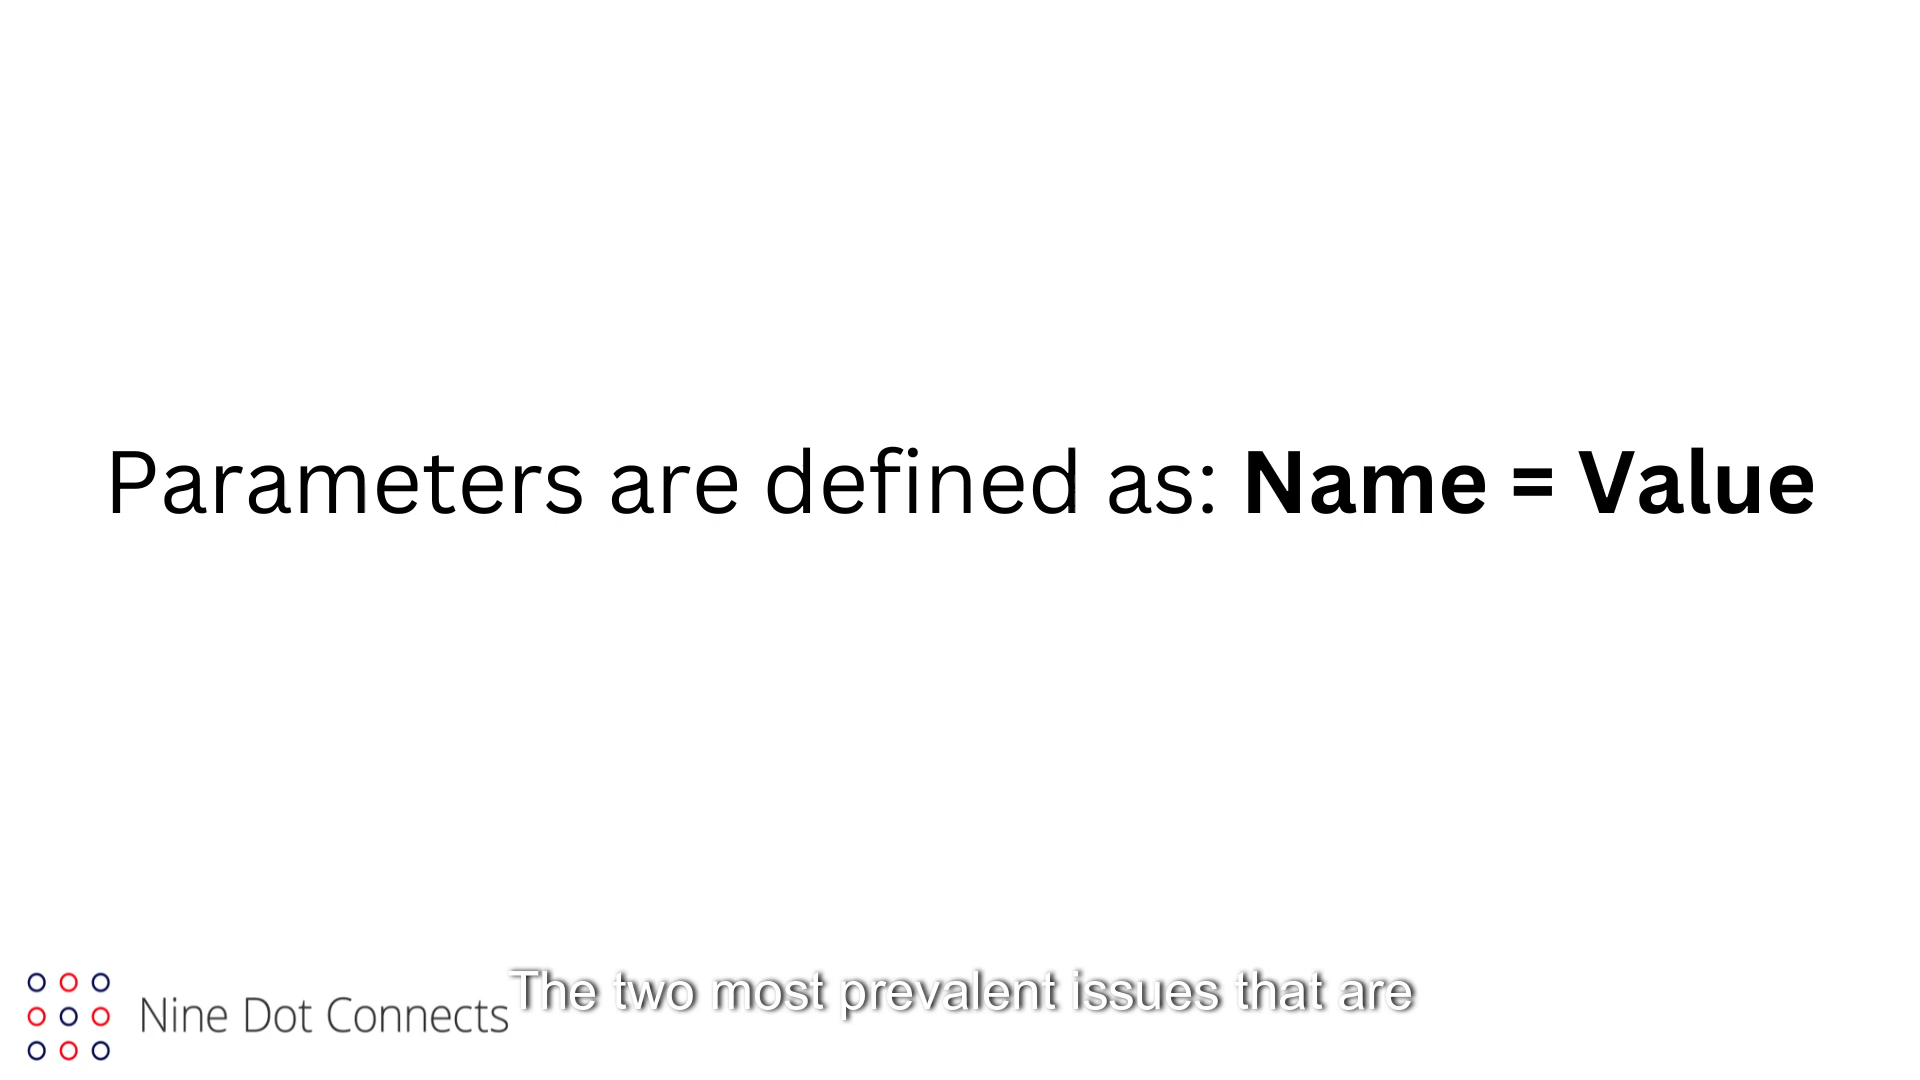 Parameters are defined as: Name = Value
Nine Dot Connects
The two most prevalent issues that are